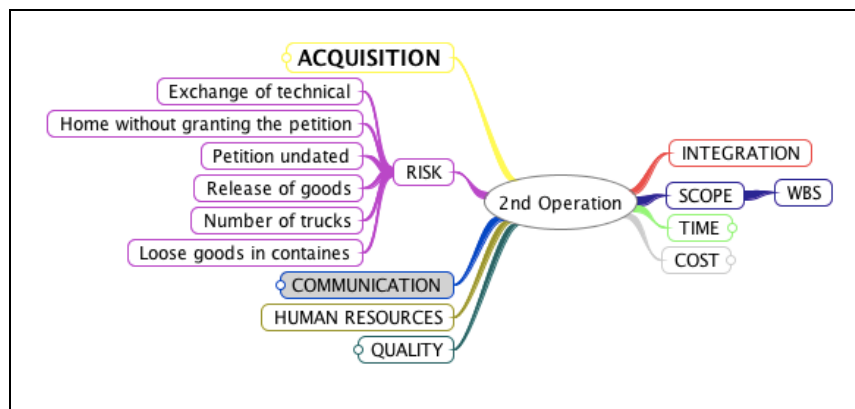 ACQUISITION
Exchange of technical
Home without granting the petition
Petition undated
Release of goods
Number of trucks
Loose goods in containes
RISK
COMMUNICATION
HUMAN RESOURCES
QUALITY
2nd Operation
INTEGRATION
SCOPE
WBS
TIME
COST